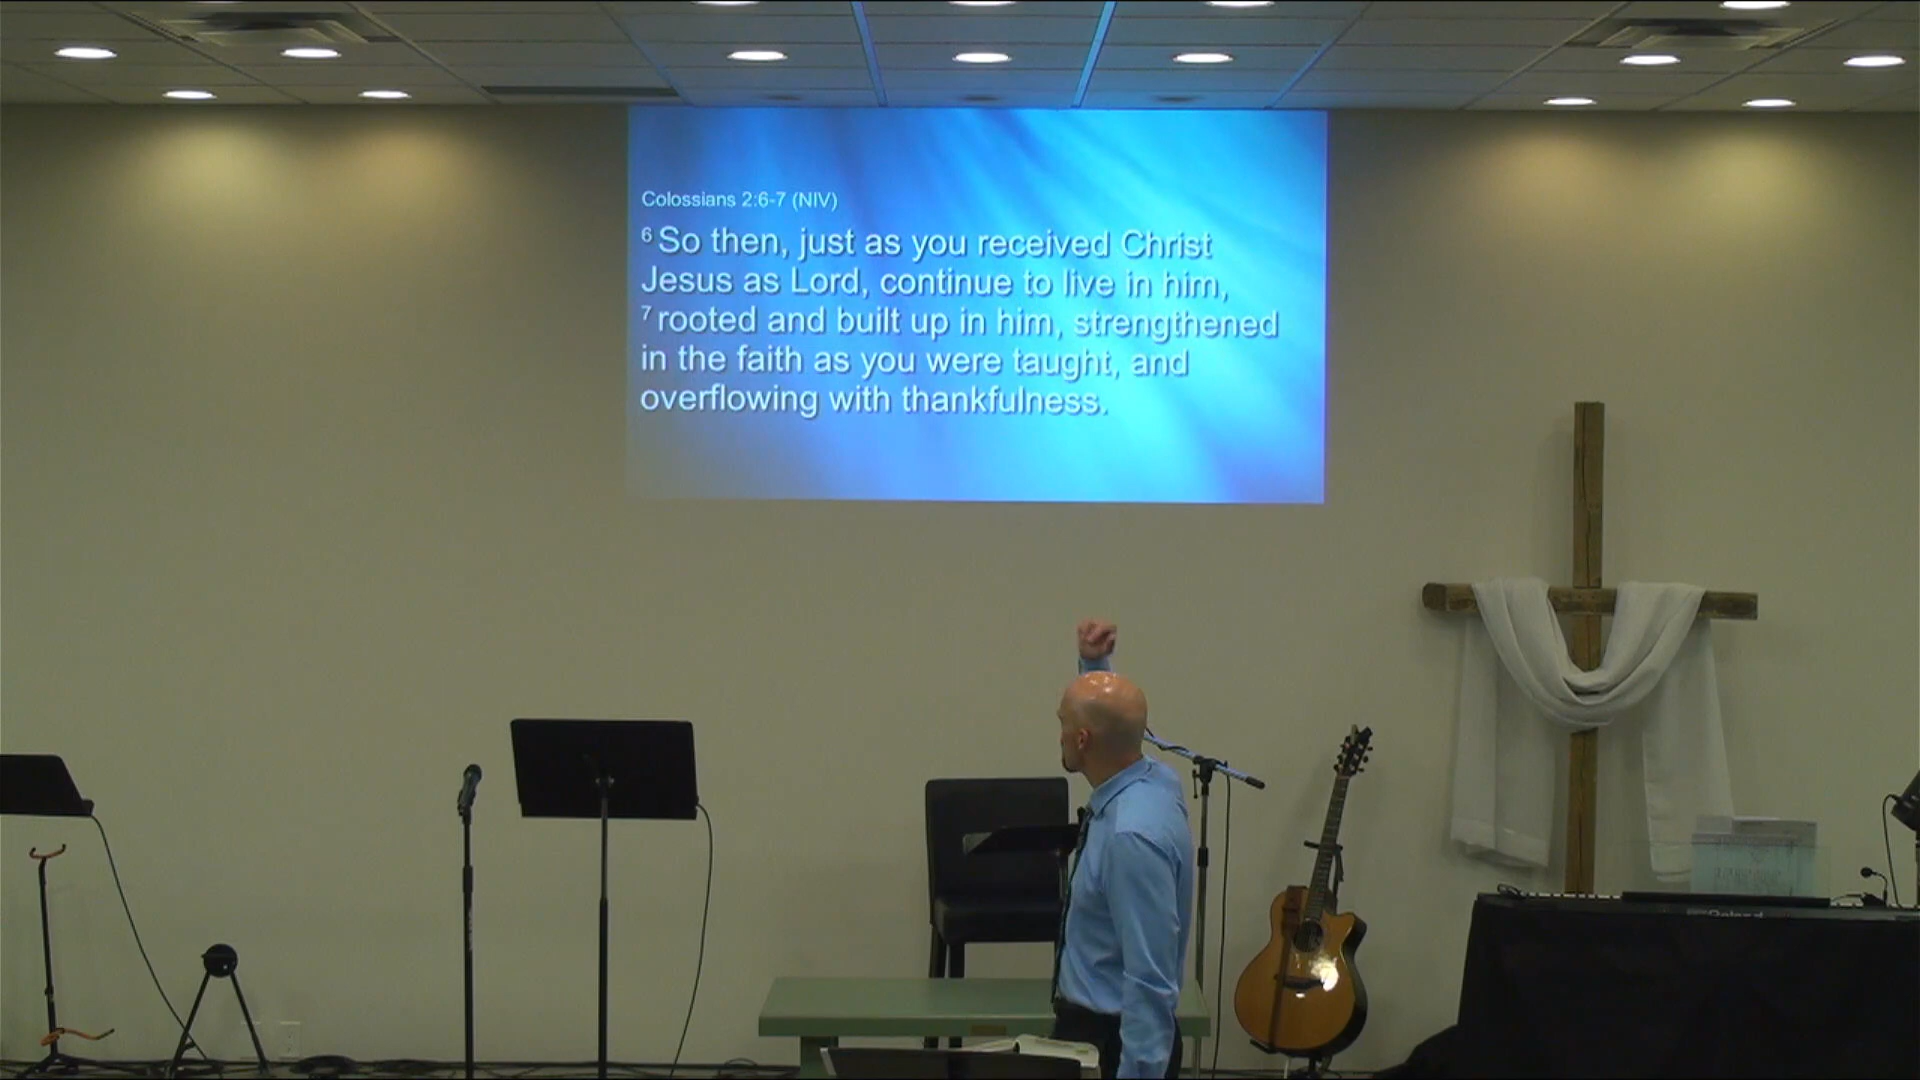 Colossians 2:6-7 (NIV)
6 So then, just as you received Christ
Jesus as Lord, continue to live in him,
7 rooted and built up in him, strengthened
in the faith as you were taught, and
overflowing with thankfulness.
Roland